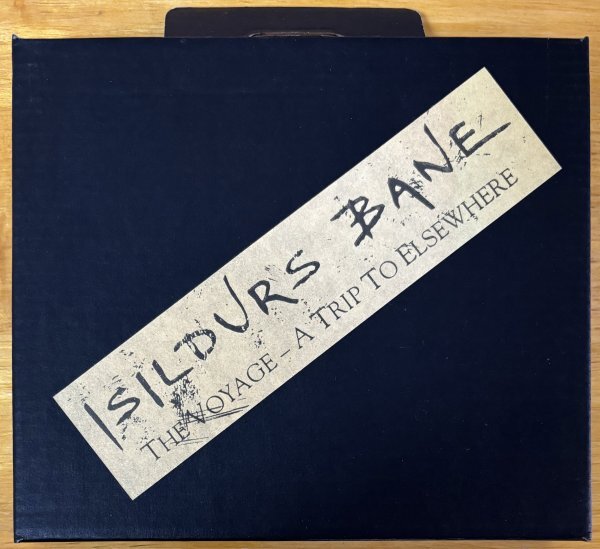 ISILDURS BANE
THE VOYAGE – A TRIP TO ELSEWHERE